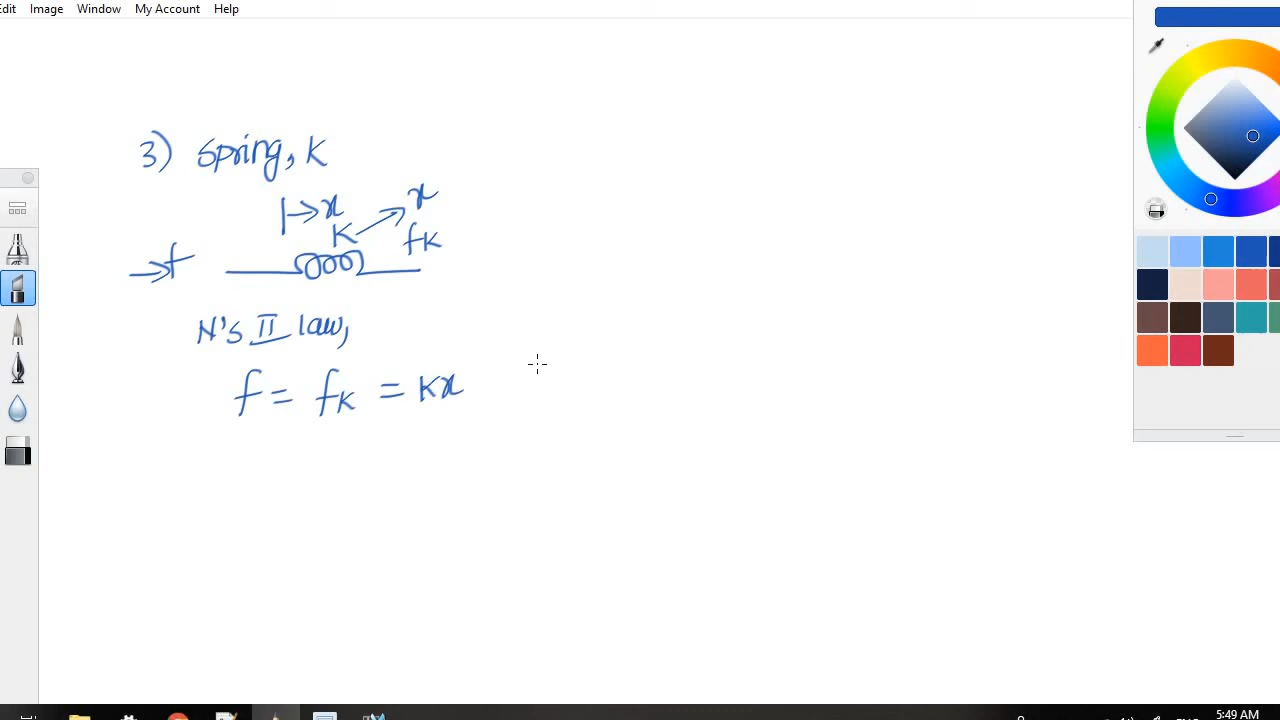 Edit Image Window My Account Help
3) spring, K
x x
K fK
f
N's II law,
f = fK = Kx
5:49 AM